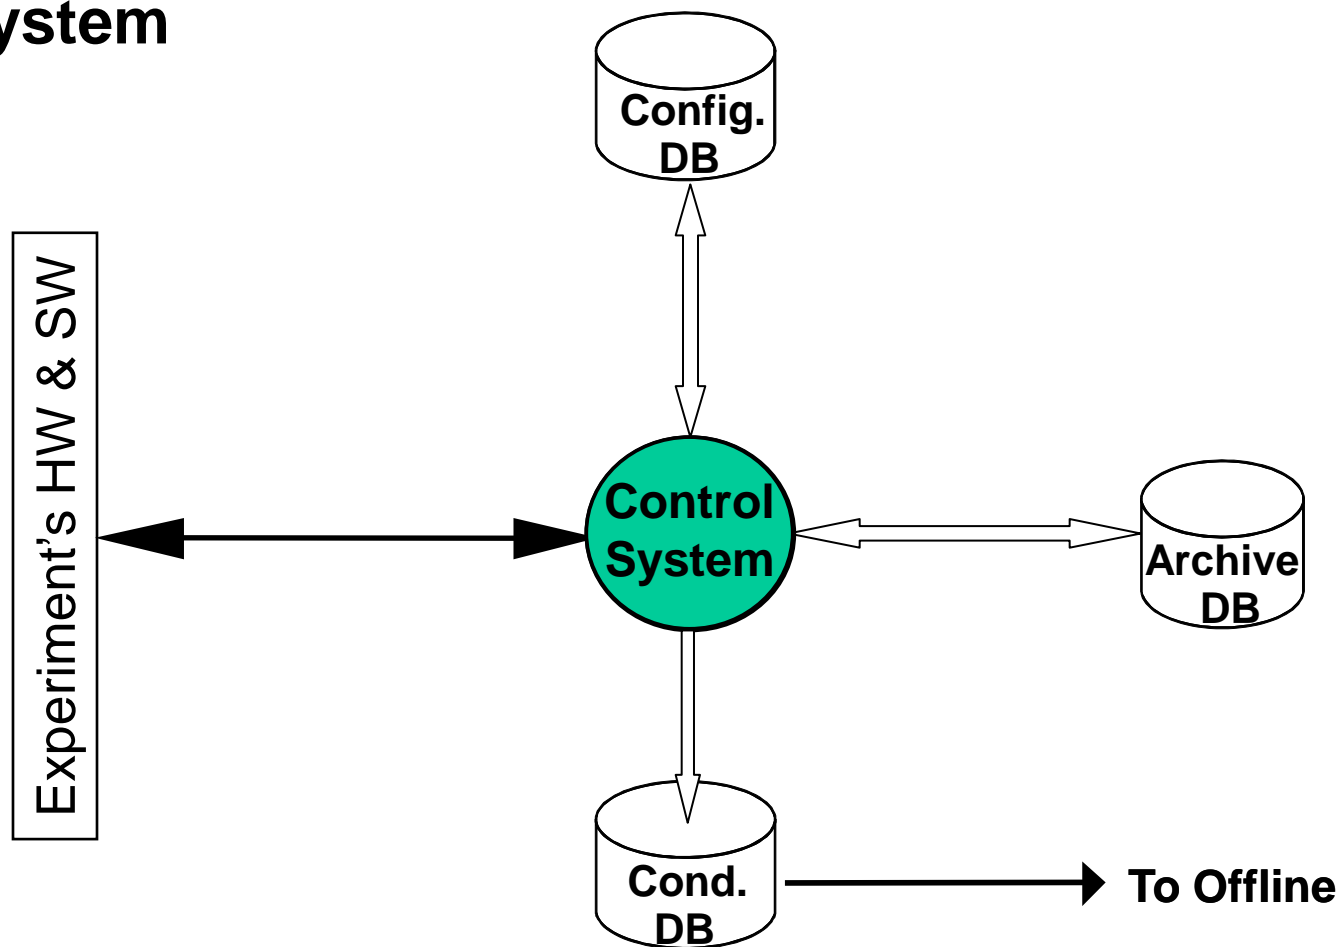 ystem
Config.
DB
Experiment's HW & SW
Control
System
Archive
DB
Cond.
DB
To Offline